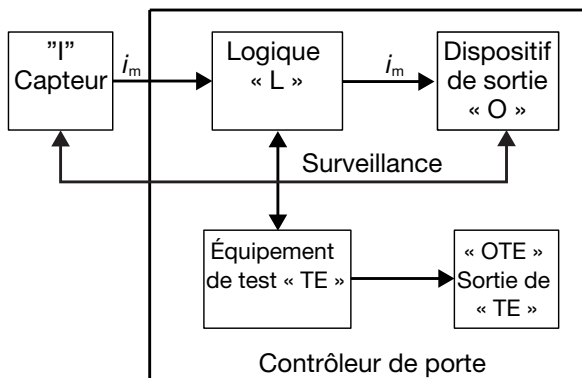 "I"
Capteur
i_m
Logique
« L »
i_m
Dispositif
de sortie
« O »
Surveillance
Équipement
de test « TE »
« OTE »
Sortie de
« TE »
Contrôleur de porte